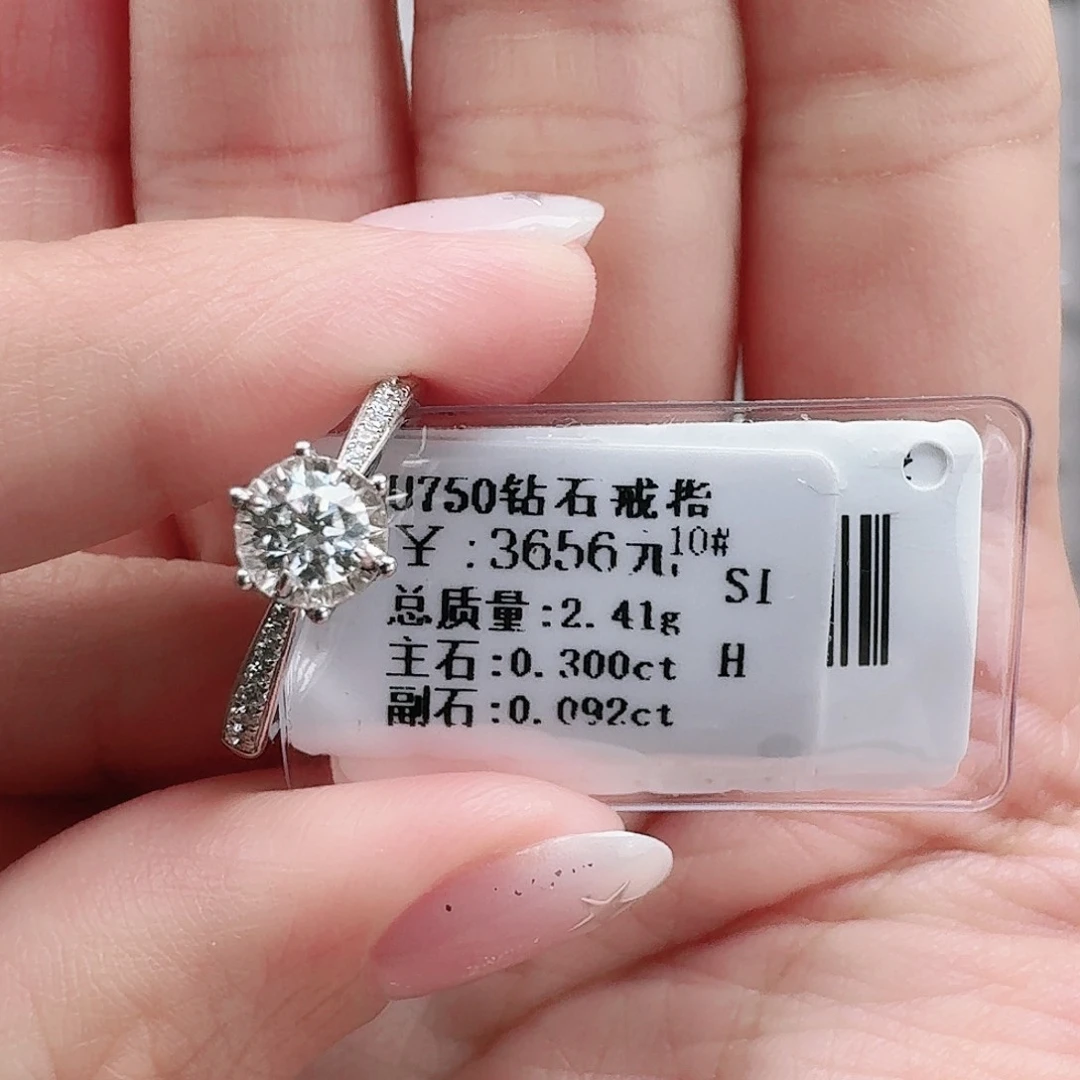 U750钻石戒指
￥:3656元 10#
SI
总质量:2.41g
主石:0.300ct H
副石:0.092ct